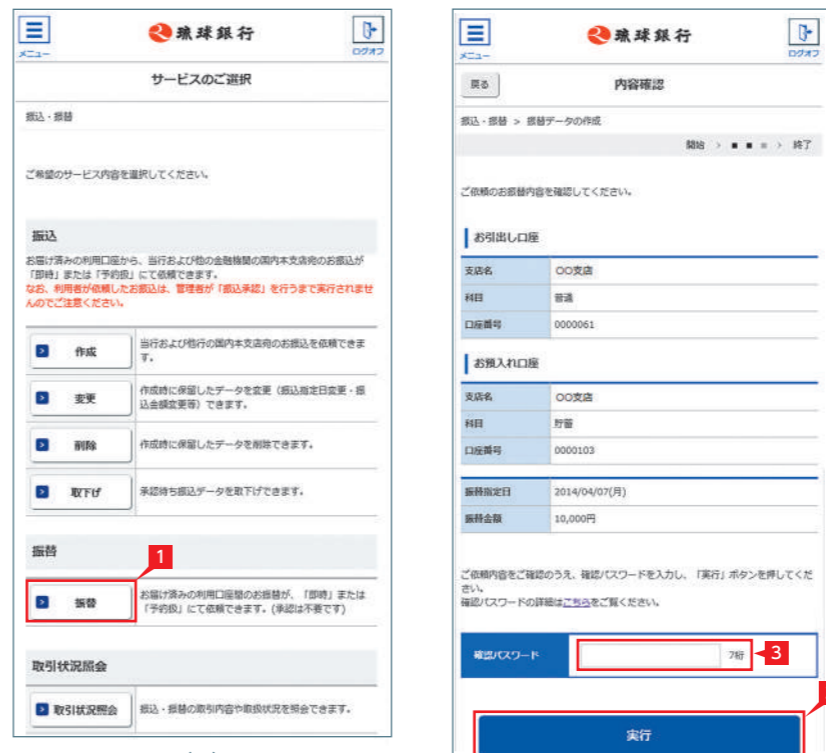 メニュー
琉球銀行
ログオフ
サービスのご選択
振込・振替
ご希望のサービス内容を選択してください。
振込
お届け済みの利用口座から、当行および他の金融機関の国内本支店宛のお振込が
「即時」または「予約扱」にて依頼できます。
なお、利用者が依頼したお振込は、管理者が「振込承認」を行うまで実行されませ
んのでご注意ください。
作成
当行および他行の国内本支店宛のお振込を依頼できま
す。
変更
作成時に保留したデータを変更（振込指定日変更・振
込金額変更等）できます。
削除
作成時に保留したデータを削除できます。
取下げ
承認待ち振込データを取下げできます。
振替
1
振替
お届け済みの利用口座間のお振替が、「即時」または
「予約扱」にて依頼できます。(承認は不要です)
取引状況照会
取引状況照会
振込・振替の取引内容や取扱状況を照会できます。
メニュー
琉球銀行
ログオフ
戻る
内容確認
振込・振替 > 振替データの作成
開始 > ■ ■ ■ > 終了
ご依頼のお振替内容を確認してください。
お引出し口座
支店名 〇〇支店
科目 普通
口座番号 0000061
お預入れ口座
支店名 〇〇支店
科目 貯蓄
口座番号 0000103
振替指定日 2014/04/07(月)
振替金額 10,000円
ご依頼内容をご確認のうえ、確認パスワードを入力し、「実行」ボタンを押してくだ
さい。
確認パスワードの詳細はこちらをご覧ください。
確認パスワード 7桁
3
実行